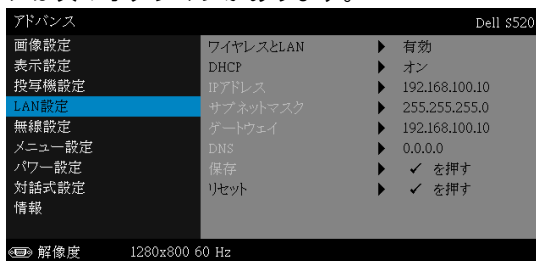 アドバンス Dell S520
画像設定
表示設定
投写機設定
LAN設定
無線設定
メニュー設定
パワー設定
対話式設定
情報
ワイヤレスとLAN 有効
DHCP オン
IPアドレス 192.168.100.10
サブネットマスク 255.255.255.0
ゲートウェイ 192.168.100.10
DNS 0.0.0.0
保存 ✓ を押す
リセット ✓ を押す
解像度 1280x800 60 Hz